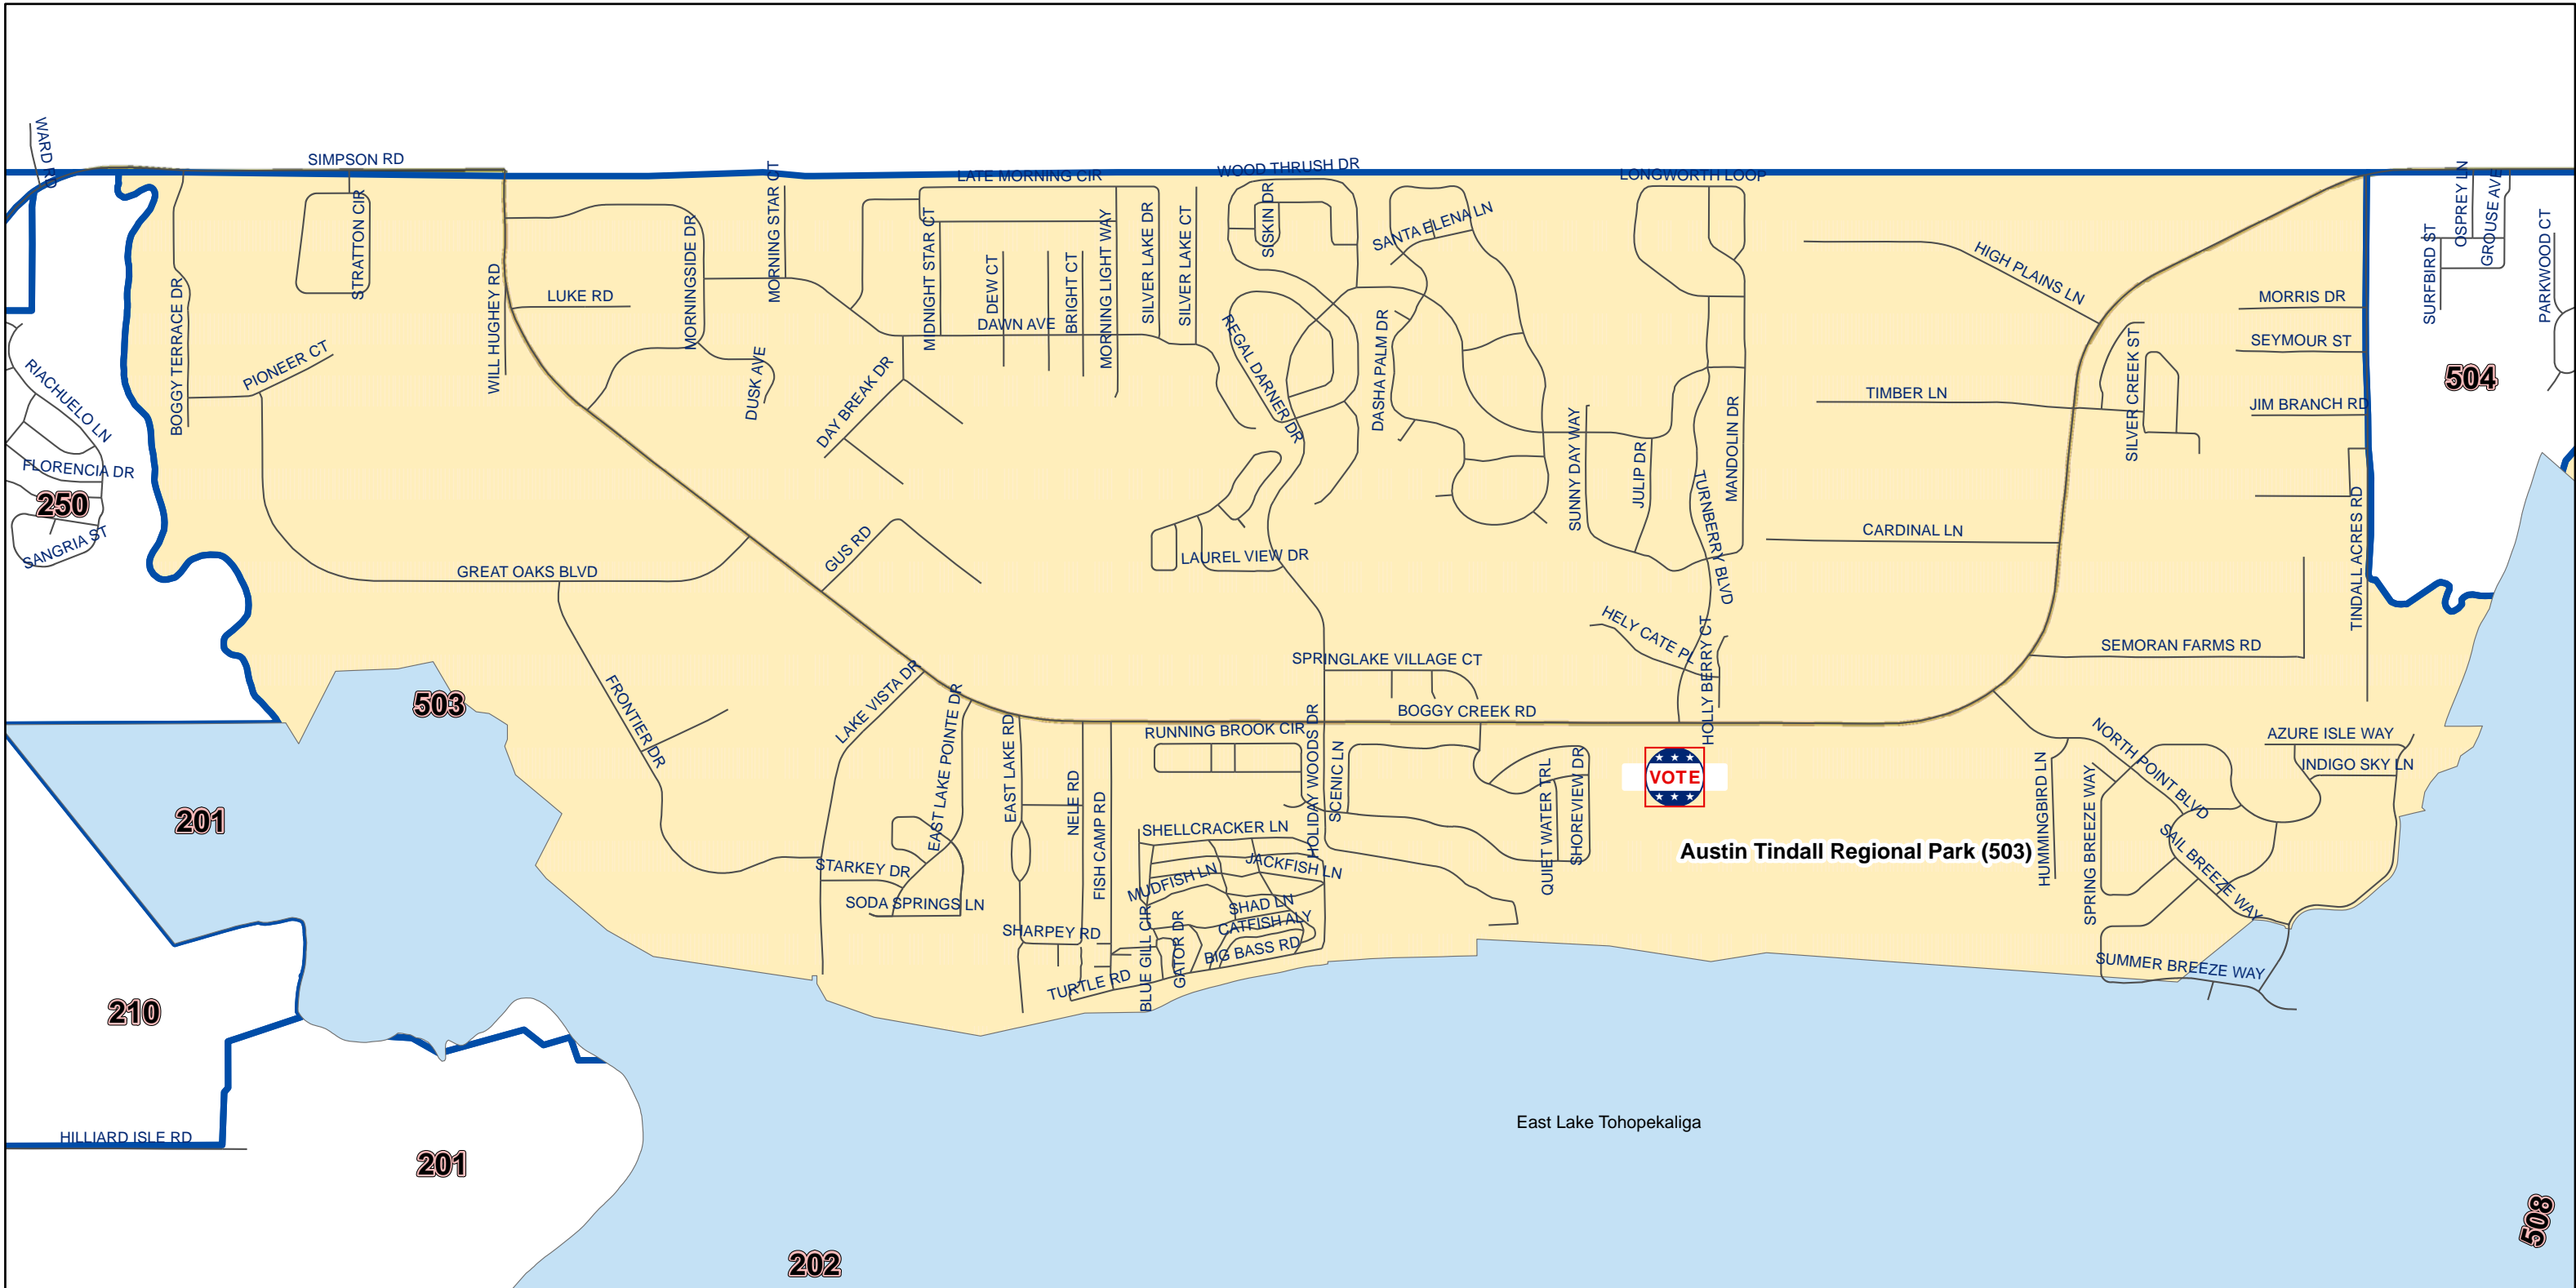 WARD RD
SIMPSON RD
STRATTON CIR
BOGGY TERRACE DR
PIONEER CT
WILL HUGHEY RD
LUKE RD
MORNINGSIDE DR
MORNING STAR CT
DUSK AVE
LATE MORNING CIR
MIDNIGHT STAR CT
DEW CT
BRIGHT CT
MORNING LIGHT WAY
SILVER LAKE DR
SILVER LAKE CT
DAWN AVE
DAY BREAK DR
WOOD THRUSH DR
SISKIN DR
SANTA ELENA LN
REGAL DARNER DR
DASHA PALM DR
LONGWORTH LOOP
HIGH PLAINS LN
MORRIS DR
SEYMOUR ST
JIM BRANCH RD
SURFBIRD ST
OSPREY LN
GROUSE AVE
PARKWOOD CT
504
RIACHUELO LN
FLORENCIA DR
250
SANGRIA ST
TIMBER LN
SILVER CREEK ST
SUNNY DAY WAY
JULIP DR
TURNBERRY BLVD
MANDOLIN DR
CARDINAL LN
TINDALL ACRES RD
GREAT OAKS BLVD
GUS RD
LAUREL VIEW DR
HELY CATE PL
HOLLY BERRY CT
SEMORAN FARMS RD
SPRINGLAKE VILLAGE CT
503
FRONTIER DR
LAKE VISTA DR
EAST LAKE POINTE DR
EAST LAKE RD
NELE RD
FISH CAMP RD
BOGGY CREEK RD
RUNNING BROOK CIR
HOLIDAY WOODS DR
SCENIC LN
QUIET WATER TRL
SHOREVIEW DR
VOTE
Austin Tindall Regional Park (503)
HUMMINGBIRD LN
SPRING BREEZE WAY
NORTH POINT BLVD
SAIL BREEZE WAY
AZURE ISLE WAY
INDIGO SKY LN
SUMMER BREEZE WAY
201
STARKEY DR
SODA SPRINGS LN
SHARPEY RD
TURTLE RD
SHELLCRACKER LN
JACKFISH LN
MUDFISH LN
SHAD LN
CATFISH ALY
BIG BASS RD
BLUE GILL CIR
GATOR DR
210
HILLIARD ISLE RD
201
East Lake Tohopekaliga
202
508